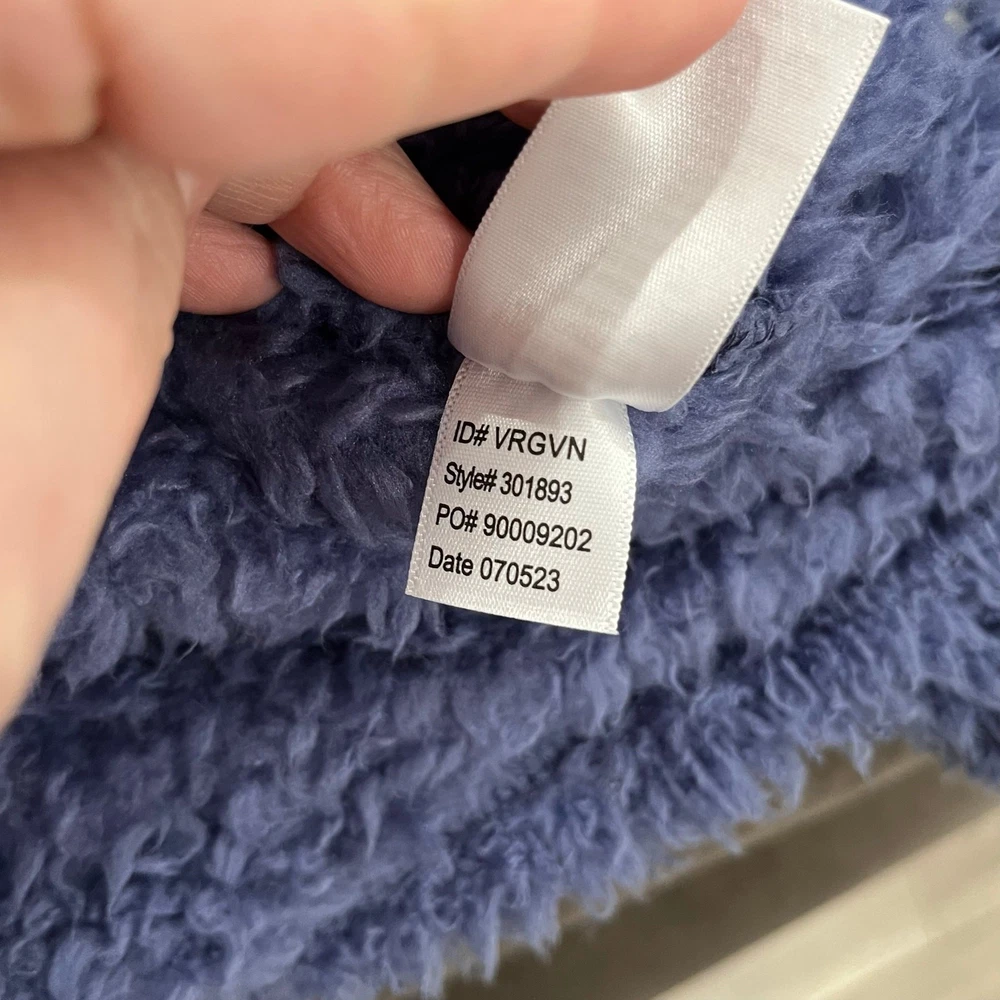 ID# VRGVN
Style# 301893
PO# 90009202
Date 070523